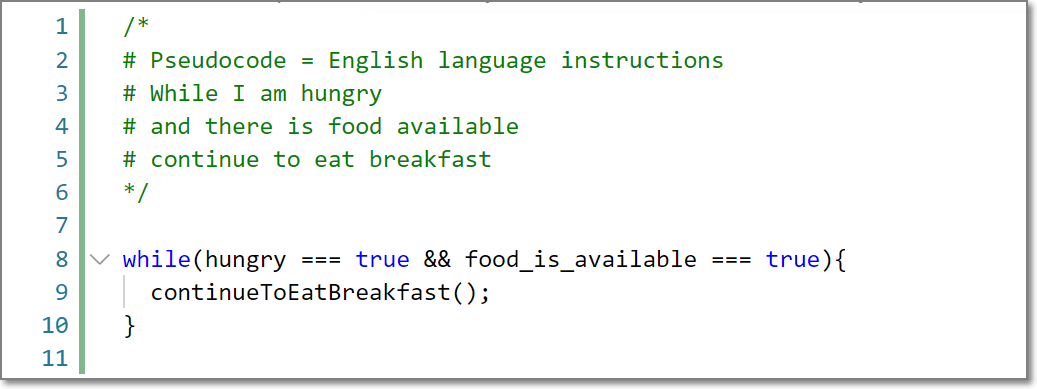 1 /*
2 # Pseudocode = English language instructions
3 # While I am hungry
4 # and there is food available
5 # continue to eat breakfast
6 */
7
8 while(hungry === true && food_is_available === true){
9 continueToEatBreakfast();
10 }
11